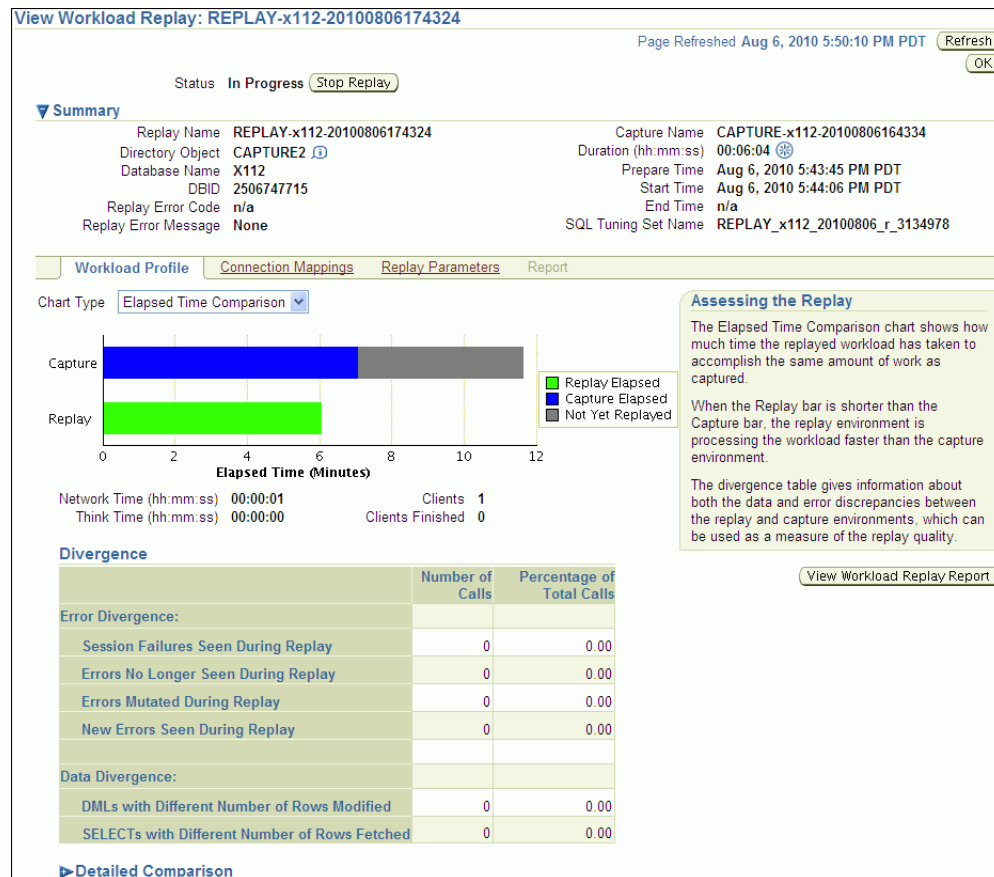 View Workload Replay: REPLAY-x112-20100806174324
Page Refreshed Aug 6, 2010 5:50:10 PM PDT Refresh
OK
Status In Progress Stop Replay
Summary
Replay Name REPLAY-x112-20100806174324 Capture Name CAPTURE-x112-20100806164334
Directory Object CAPTURE2 Duration (hh:mm:ss) 00:06:04
Database Name X112 Prepare Time Aug 6, 2010 5:43:45 PM PDT
DBID 2506747715 Start Time Aug 6, 2010 5:44:06 PM PDT
Replay Error Code n/a End Time n/a
Replay Error Message None SQL Tuning Set Name REPLAY_x112_20100806_r_3134978
Workload Profile Connection Mappings Replay Parameters Report
Chart Type Elapsed Time Comparison
Capture
Replay
Replay Elapsed
Capture Elapsed
Not Yet Replayed
0 2 4 6 8 10 12
Elapsed Time (Minutes)
Network Time (hh:mm:ss) 00:00:01 Clients 1
Think Time (hh:mm:ss) 00:00:00 Clients Finished 0
Assessing the Replay
The Elapsed Time Comparison chart shows how
much time the replayed workload has taken to
accomplish the same amount of work as
captured.
When the Replay bar is shorter than the
Capture bar, the replay environment is
processing the workload faster than the capture
environment.
The divergence table gives information about
both the data and error discrepancies between
the replay and capture environments, which can
be used as a measure of the replay quality.
View Workload Replay Report
Divergence
Number of Calls Percentage of Total Calls
Error Divergence:
Session Failures Seen During Replay 0 0.00
Errors No Longer Seen During Replay 0 0.00
Errors Mutated During Replay 0 0.00
New Errors Seen During Replay 0 0.00
Data Divergence:
DMLs with Different Number of Rows Modified 0 0.00
SELECTs with Different Number of Rows Fetched 0 0.00
Detailed Comparison